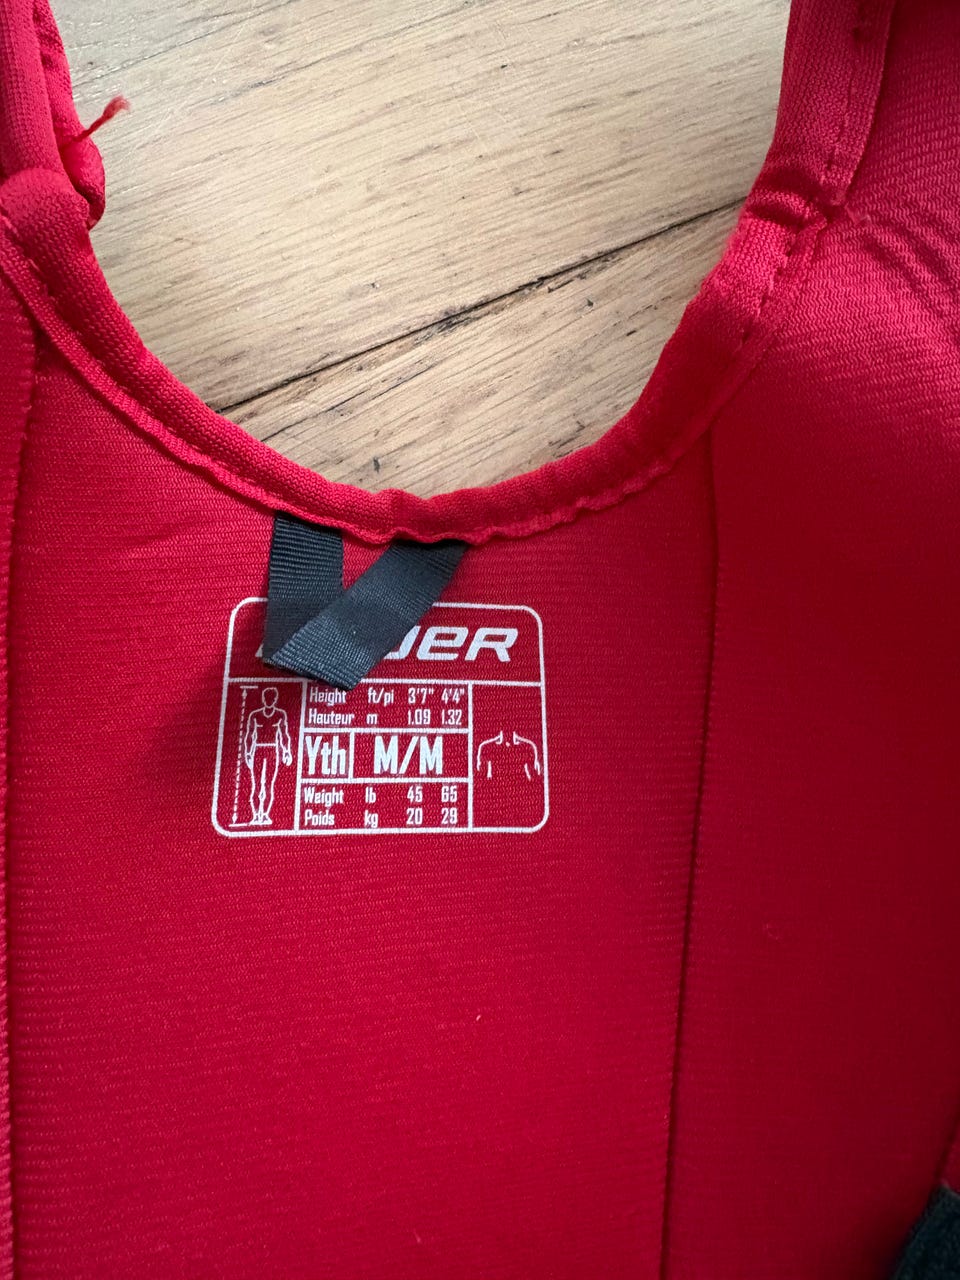 UER
Height ft/pi 3'7" 4'4"
Hauteur m 1.09 1.32
Yth M/M
Weight lb 45 65
Poids kg 20 29